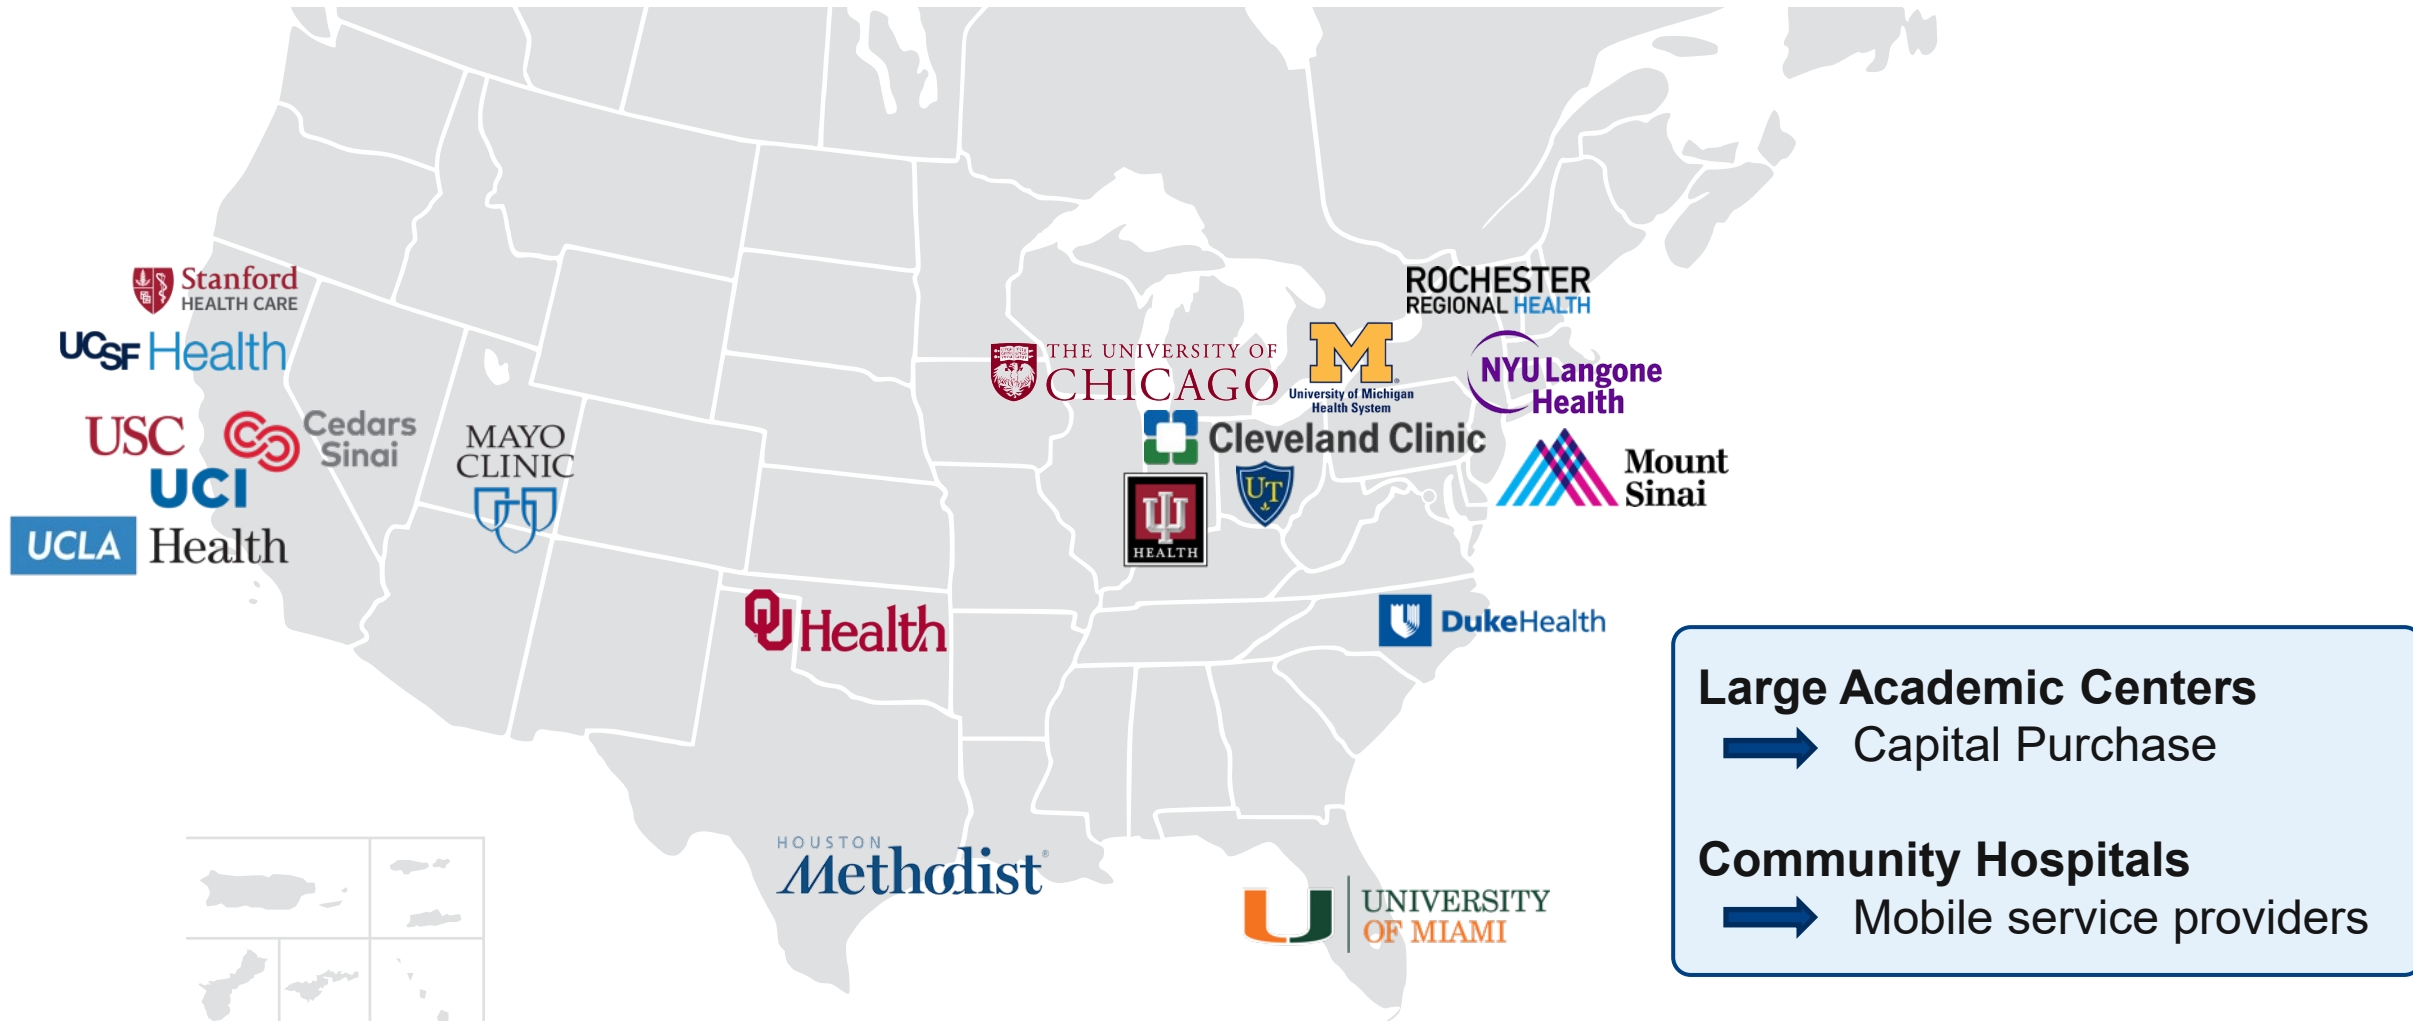 Stanford
HEALTH CARE
UCSF Health
USC
Cedars
Sinai
UCI
UCLA Health
MAYO
CLINIC
OU Health
HOUSTON
Methodist®
THE UNIVERSITY OF
CHICAGO
M
University of Michigan
Health System
Cleveland Clinic
IU
HEALTH
UT
ROCHESTER
REGIONAL HEALTH
NYU Langone
Health
Mount
Sinai
DukeHealth
UNIVERSITY
OF MIAMI
Large Academic Centers
Capital Purchase
Community Hospitals
Mobile service providers